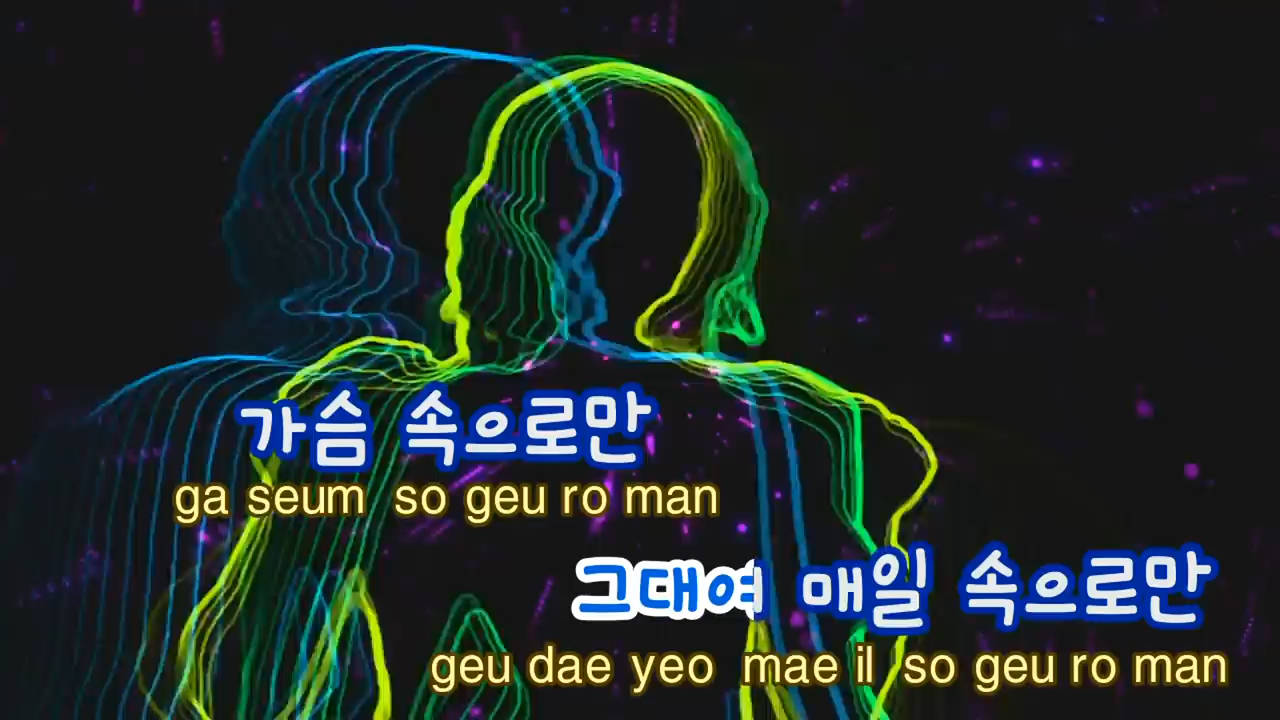 가슴 속으로만
ga seum so geu ro man
그대여 매일 속으로만
geu dae yeo mae il so geu ro man